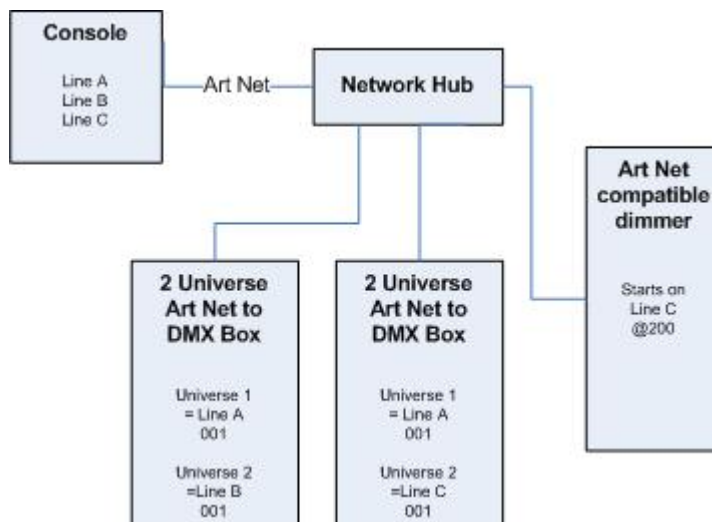 Console
Line A
Line B
Line C
Art Net
Network Hub
Art Net
compatible
dimmer
Starts on
Line C
@200
2 Universe
Art Net to
DMX Box
Universe 1
= Line A
001
Universe 2
=Line B
001
2 Universe
Art Net to
DMX Box
Universe 1
= Line A
001
Universe 2
=Line C
001